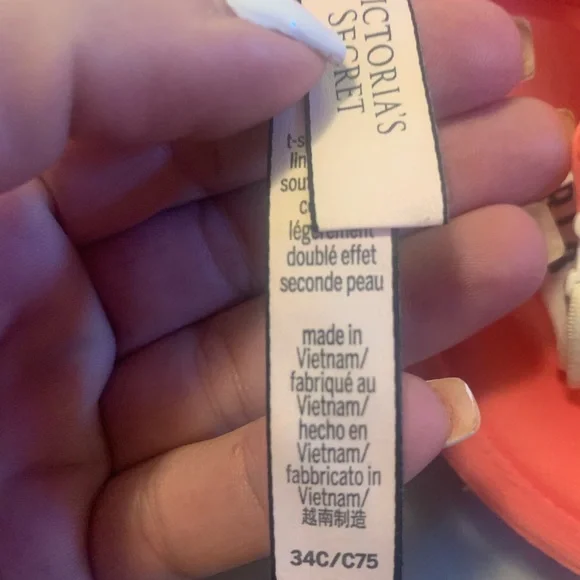 VICTORIA'S
SECRET
légèrement
doublé effet
seconde peau
made in
Vietnam/
fabriqué au
Vietnam/
hecho en
Vietnam/
fabbricato in
Vietnam/
越南制造
34C/C75